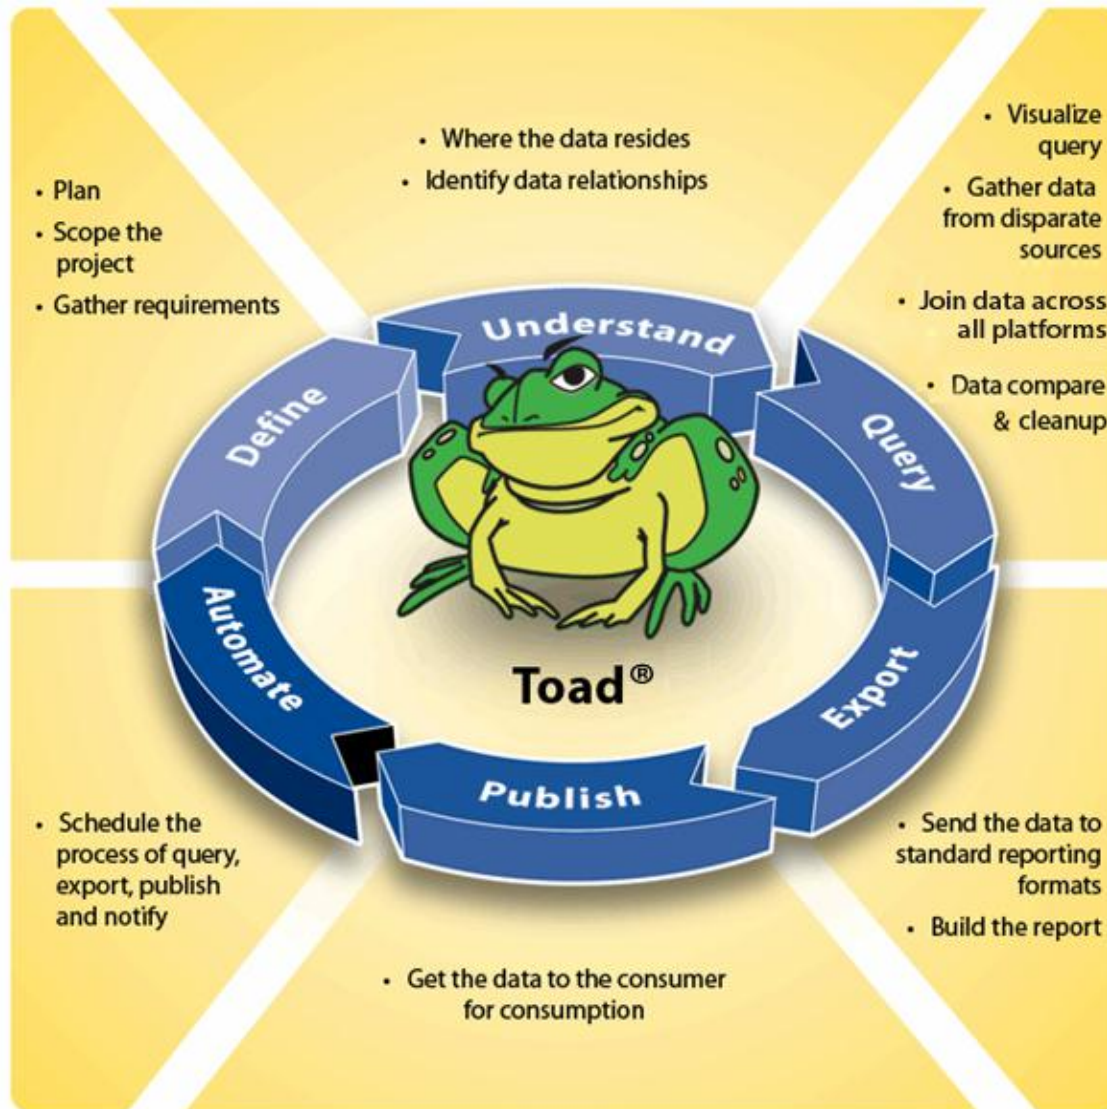 • Where the data resides
• Identify data relationships
• Visualize
query
• Gather data
from disparate
sources
• Join data across
all platforms
• Data compare
& cleanup
• Plan
• Scope the
project
• Gather requirements
Understand
Define
Query
Automate
Export
Publish
Toad®
• Schedule the
process of query,
export, publish
and notify
• Send the data to
standard reporting
formats
• Build the report
• Get the data to the consumer
for consumption